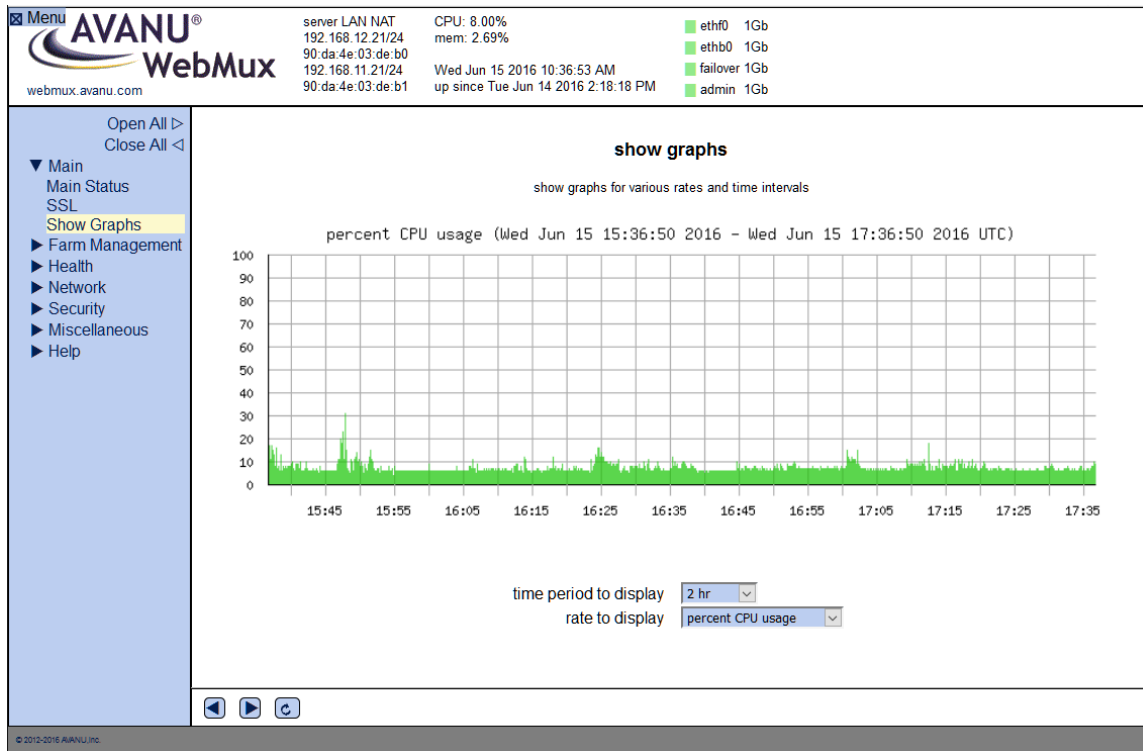 Menu
AVANU®
WebMux
webmux.avanu.com
server LAN NAT
192.168.12.21/24
90:da:4e:03:de:b0
192.168.11.21/24
90:da:4e:03:de:b1
CPU: 8.00%
mem: 2.69%
Wed Jun 15 2016 10:36:53 AM
up since Tue Jun 14 2016 2:18:18 PM
ethf0 1Gb
ethb0 1Gb
failover 1Gb
admin 1Gb
Open All ▷
Close All ◁
▼ Main
Main Status
SSL
Show Graphs
▶ Farm Management
▶ Health
▶ Network
▶ Security
▶ Miscellaneous
▶ Help
show graphs
show graphs for various rates and time intervals
percent CPU usage (Wed Jun 15 15:36:50 2016 - Wed Jun 15 17:36:50 2016 UTC)
100
90
80
70
60
50
40
30
20
10
0
15:45 15:55 16:05 16:15 16:25 16:35 16:45 16:55 17:05 17:15 17:25 17:35
time period to display 2 hr
rate to display percent CPU usage
© 2012-2016 AVANU,Inc.